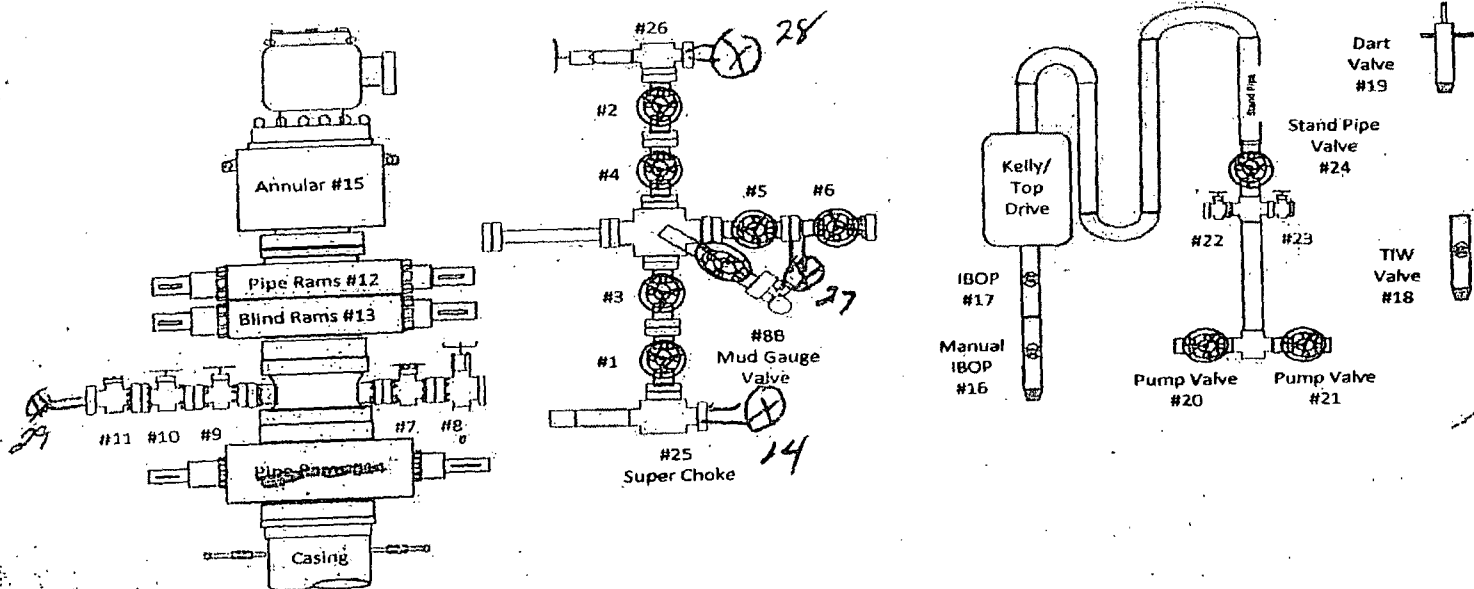 Annular #15
Pipe Rams #12
Blind Rams #13
#11 #10 #9
#7 #8
29
Casing
#26
28
#2
#4
#5
#6
#3
27
#8B
Mud Gauge
Valve
#1
#25
Super Choke
14
Kelly/
Top
Drive
IBOP
#17
Manual
IBOP
#16
Stand Pipe
Stand Pipe
Valve
#24
#22
#23
Pump Valve
#20
Pump Valve
#21
Dart
Valve
#19
TIW
Valve
#18